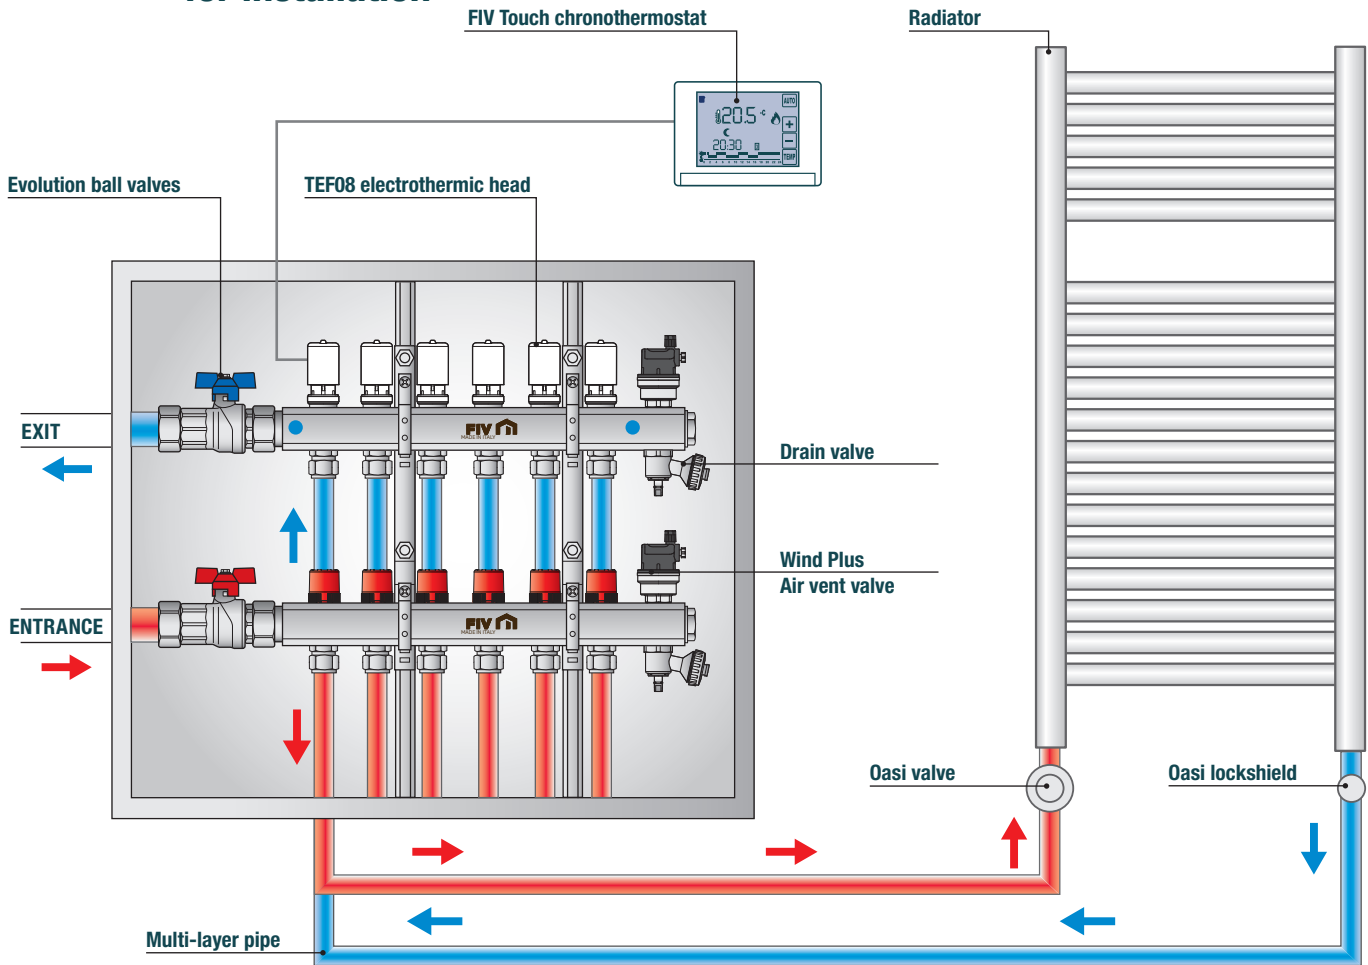 for installation
FIV Touch chronothermostat
Radiator
AUTO
20.5 °C
+
20:30
−
TEMP
Evolution ball valves
TEF08 electrothermic head
EXIT
FIV
MADE IN ITALY
Drain valve
Wind Plus
Air vent valve
ENTRANCE
FIV
MADE IN ITALY
Oasi valve
Oasi lockshield
Multi-layer pipe